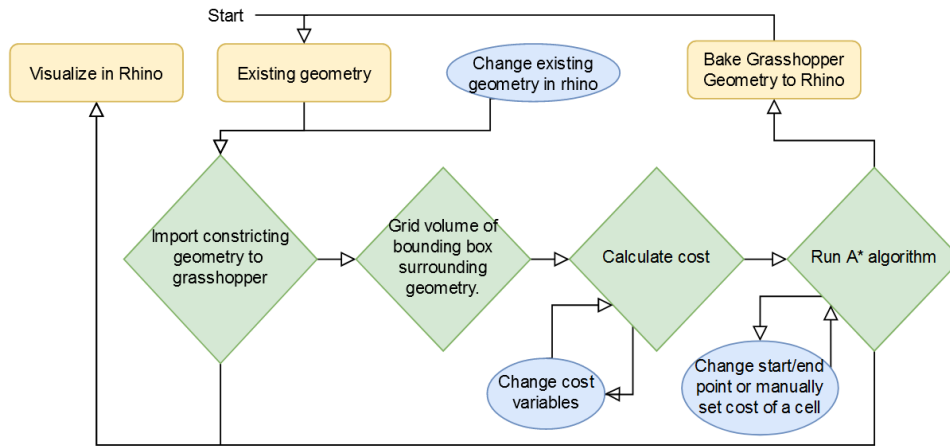 Start
Visualize in Rhino
Existing geometry
Change existing
geometry in rhino
Bake Grasshopper
Geometry to Rhino
Import constricting
geometry to
grasshopper
Grid volume of
bounding box
surrounding
geometry.
Calculate cost
Run A* algorithm
Change cost
variables
Change start/end
point or manually
set cost of a cell